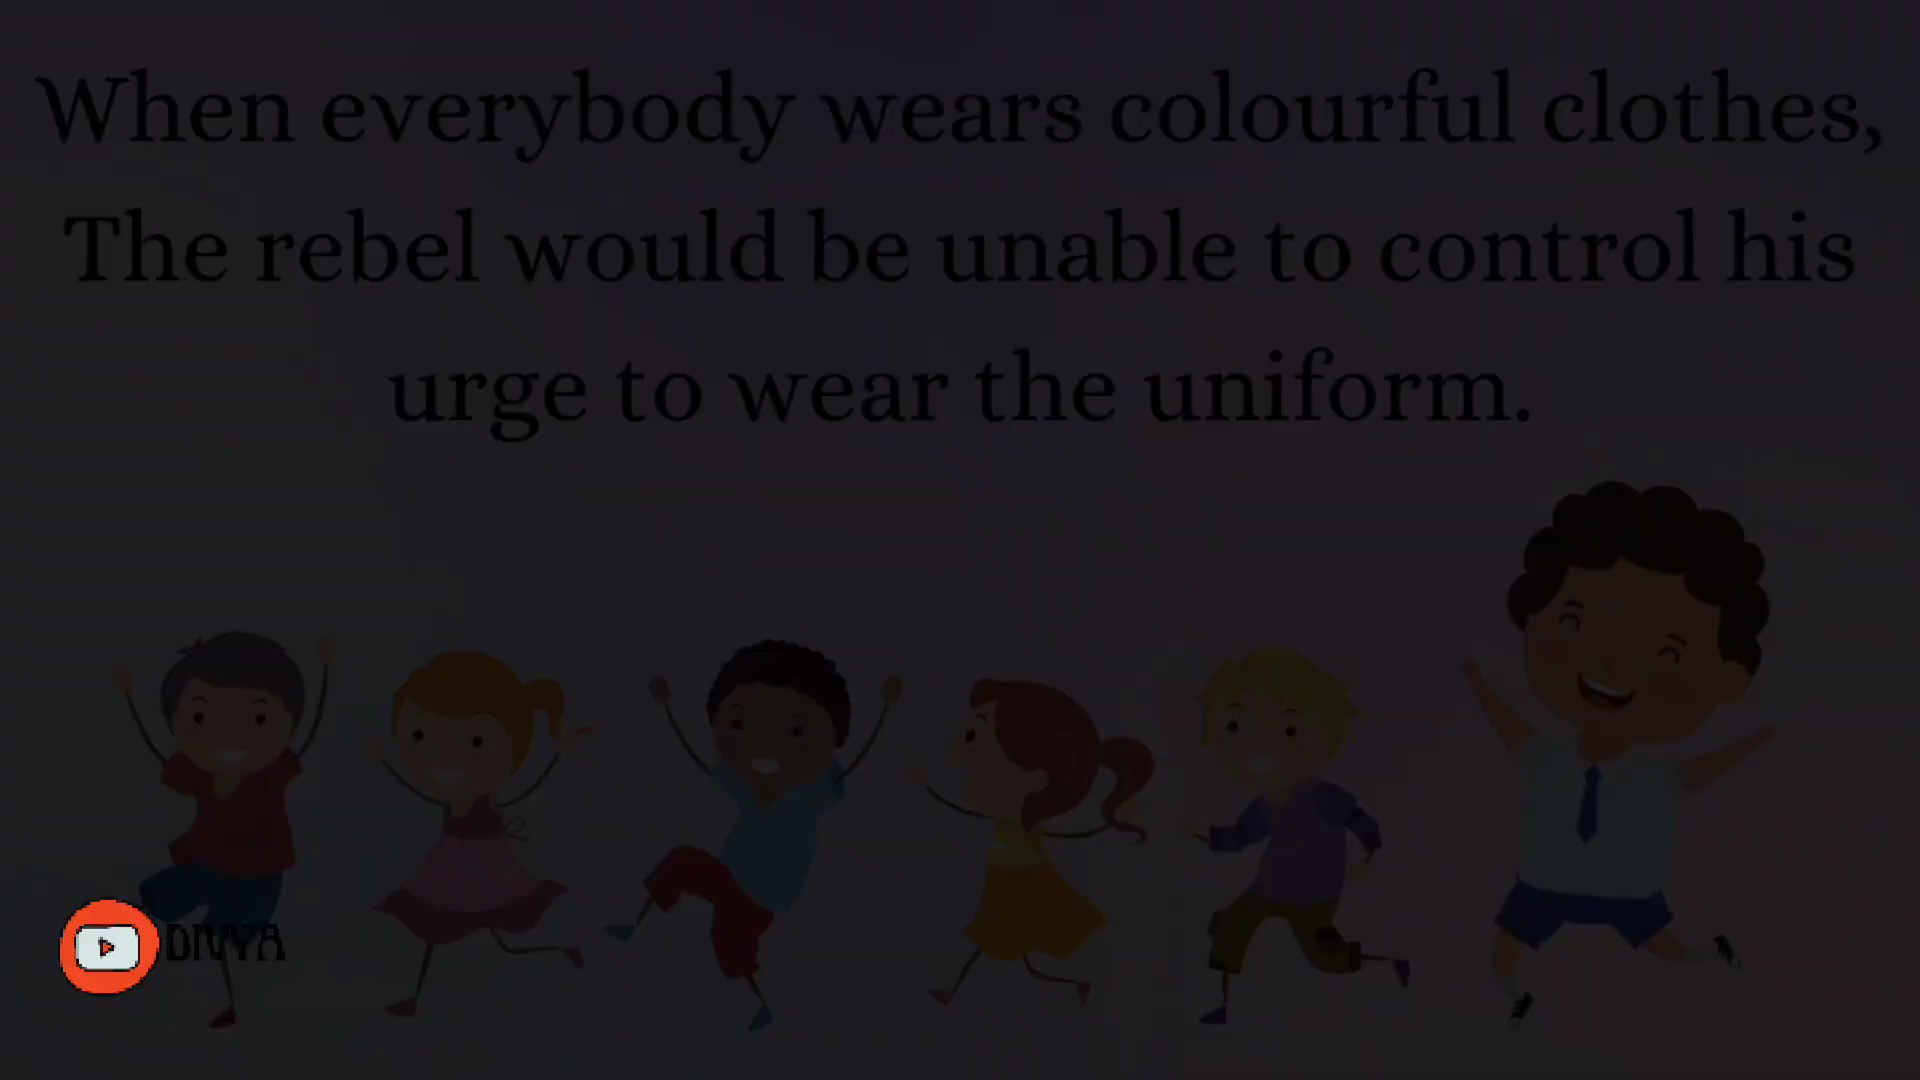 When everybody wears colourful clothes,
The rebel would be unable to control his
urge to wear the uniform.
DIVYA